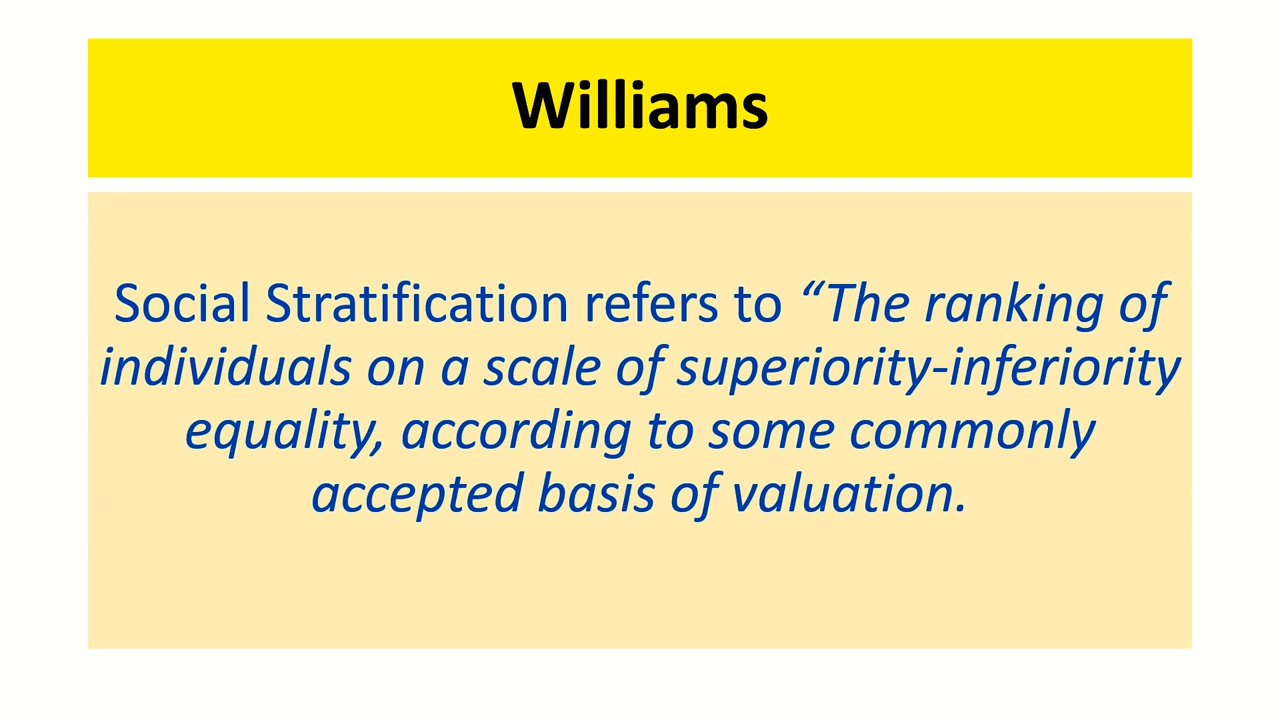 Williams
Social Stratification refers to “The ranking of
individuals on a scale of superiority-inferiority
equality, according to some commonly
accepted basis of valuation.